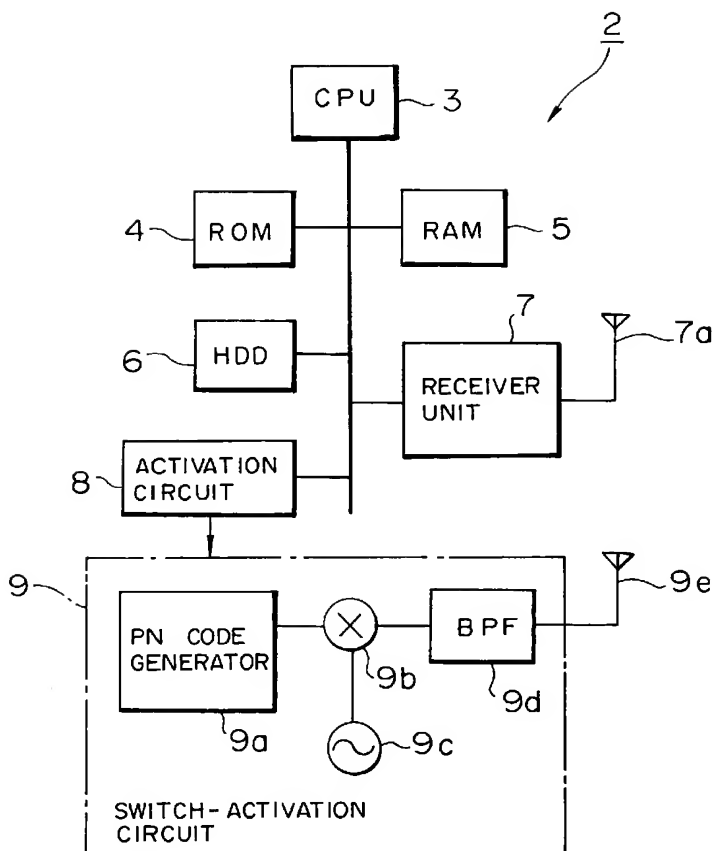 2
CPU
3
4
ROM
RAM
5
6
HDD
7
RECEIVER
UNIT
7a
8
ACTIVATION
CIRCUIT
9
PN CODE
GENERATOR
9a
9b
9c
BPF
9d
9e
SWITCH-ACTIVATION
CIRCUIT